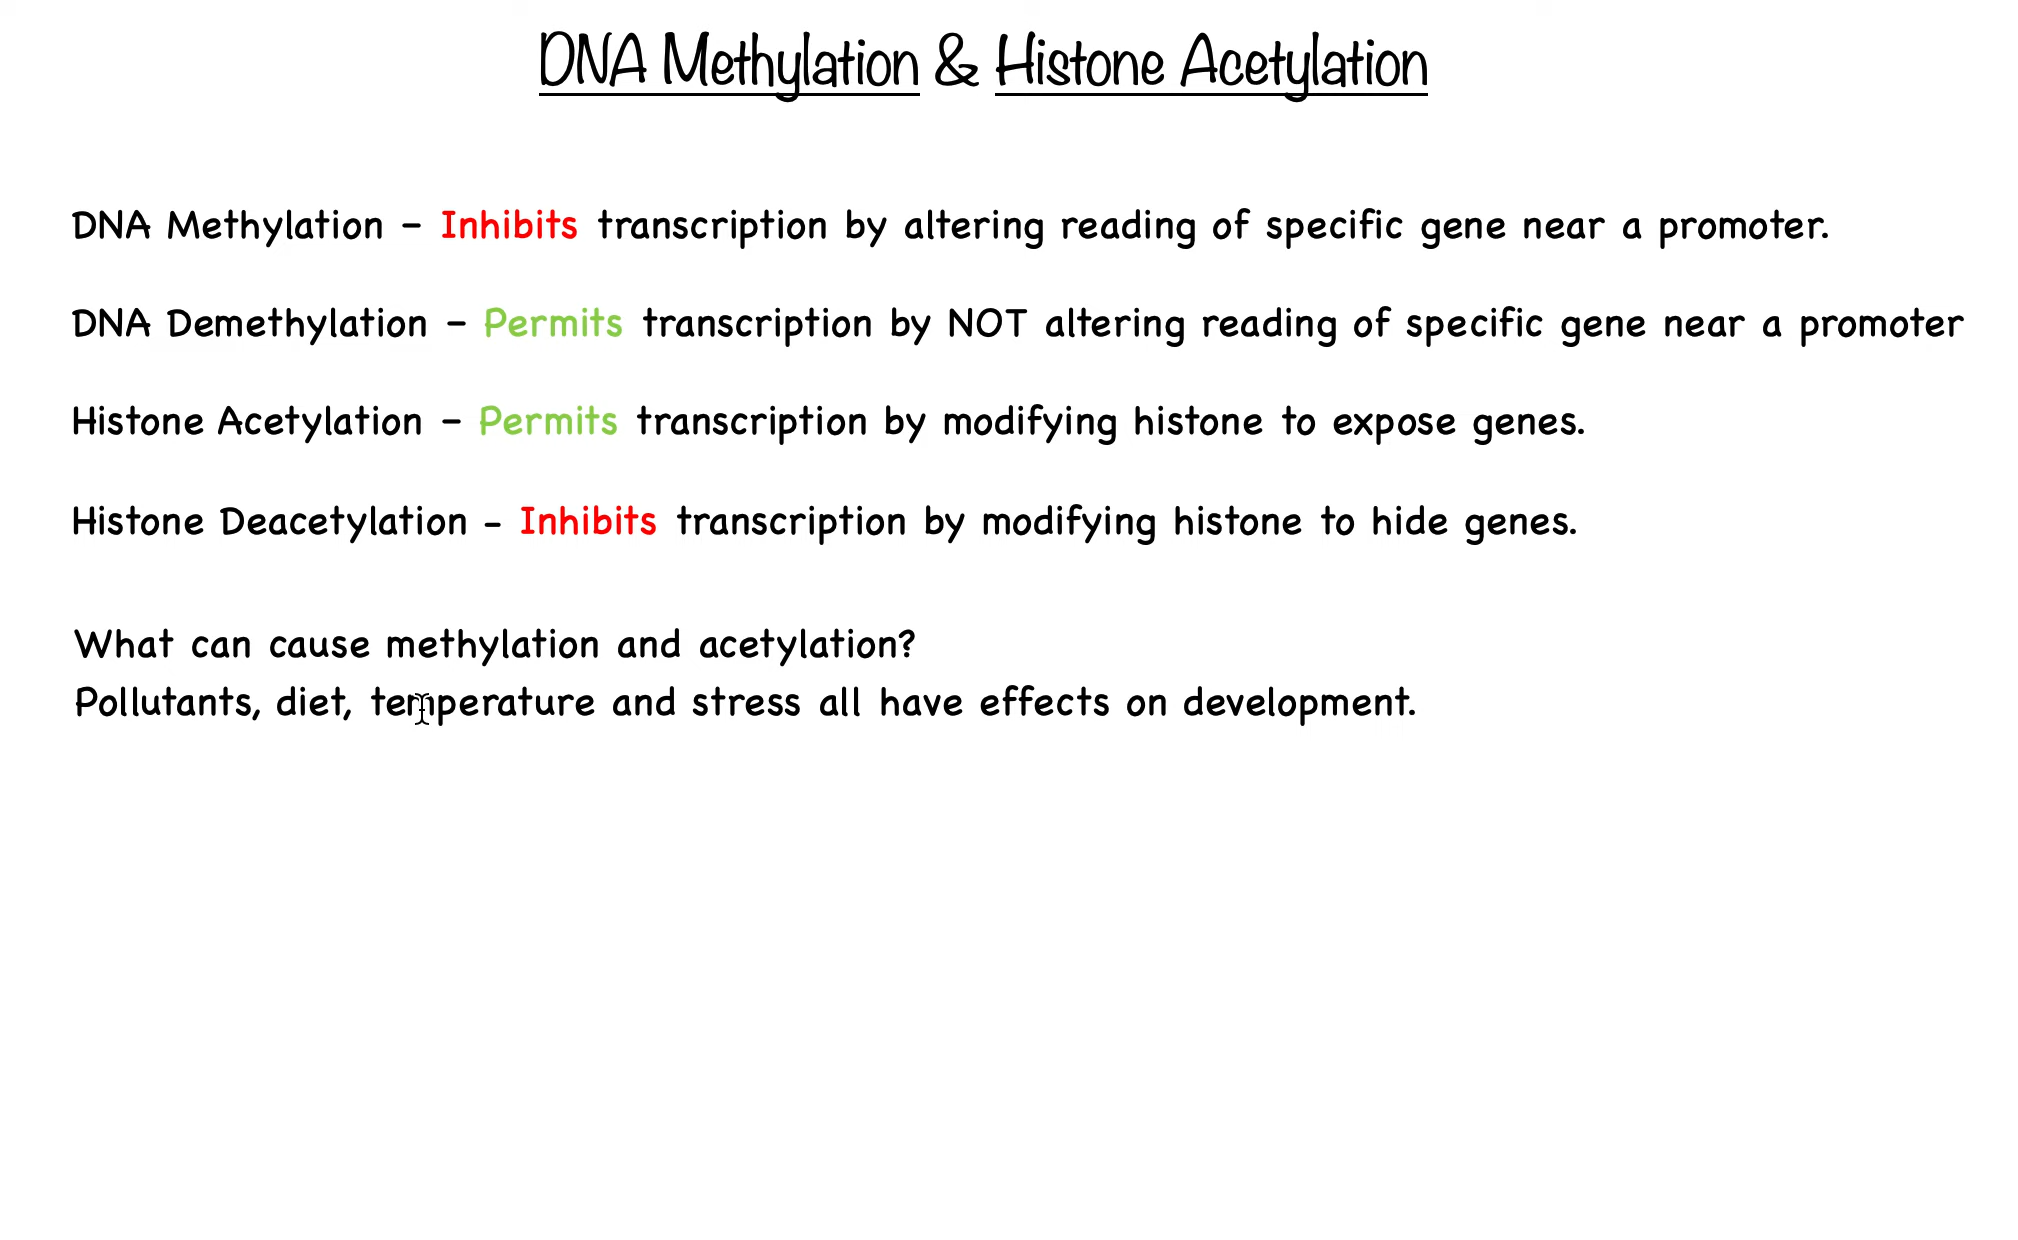 DNA Methylation & Histone Acetylation
DNA Methylation – Inhibits transcription by altering reading of specific gene near a promoter.
DNA Demethylation – Permits transcription by NOT altering reading of specific gene near a promoter
Histone Acetylation – Permits transcription by modifying histone to expose genes.
Histone Deacetylation - Inhibits transcription by modifying histone to hide genes.
What can cause methylation and acetylation?
Pollutants, diet, temperature and stress all have effects on development.